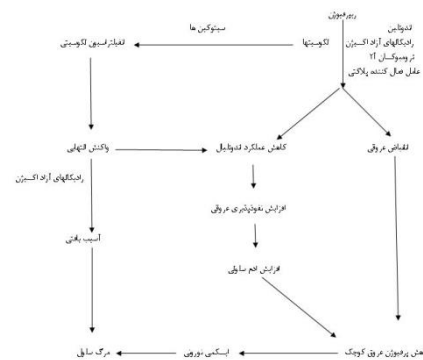 ریپرفیوژن
اندوتلین
رادیکالهای آزاد اکسیژن
ترومبوکسان آ۲
عامل فعال کننده پلاکتی
لکوسیتها
سیتوکین ها
انفیلتراسیون لکوسیتی
انقباض عروقی
کاهش عملکرد اندوتلیال
واکنش التهابی
رادیکالهای آزاد اکسیژن
افزایش نفوذپذیری عروقی
آسیب بافتی
افزایش ادم سلولی
هش پرفیوژن عروق کوچک
ایسکمی نورونی
مرگ سلولی